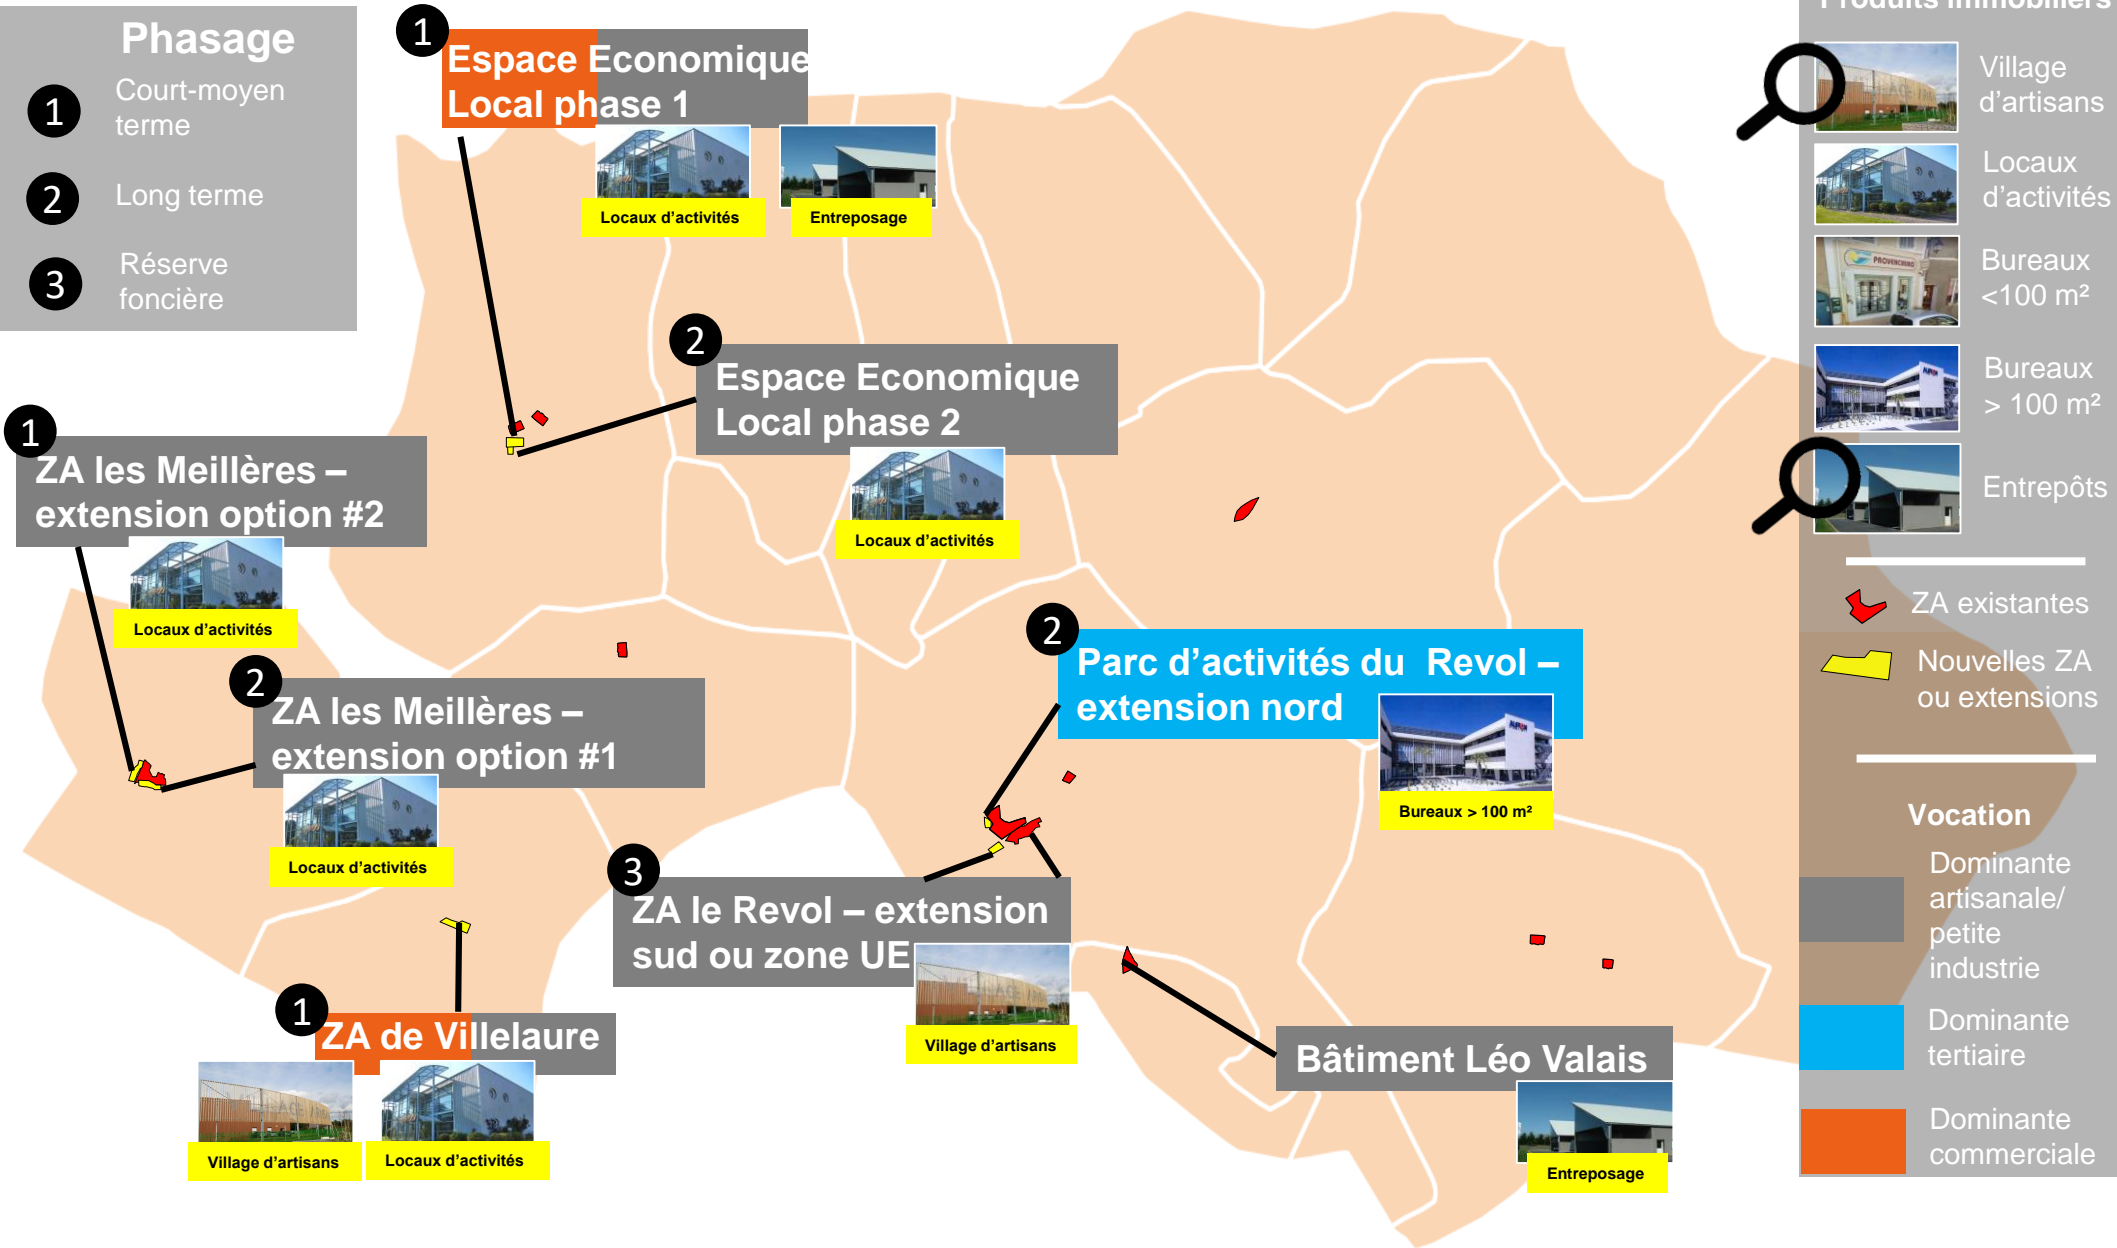 Phasage
1
Court-moyen
terme
2
Long terme
3
Réserve
foncière
1
Espace Economique
Local phase 1
Locaux d'activités
Entreposage
2
Espace Economique
Local phase 2
Locaux d'activités
1
ZA les Meillères –
extension option #2
Locaux d'activités
2
ZA les Meillères –
extension option #1
Locaux d'activités
2
Parc d'activités du Revol –
extension nord
Bureaux > 100 m²
3
ZA le Revol – extension
sud ou zone UE
Village d'artisans
1
ZA de Villelaure
Village d'artisans
Locaux d'activités
Bâtiment Léo Valais
Entreposage
Produits immobiliers
Village
d'artisans
Locaux
d'activités
PROVENCIMMO
Bureaux
<100 m²
Bureaux
> 100 m²
Entrepôts
ZA existantes
Nouvelles ZA
ou extensions
Vocation
Dominante
artisanale/
petite
industrie
Dominante
tertiaire
Dominante
commerciale